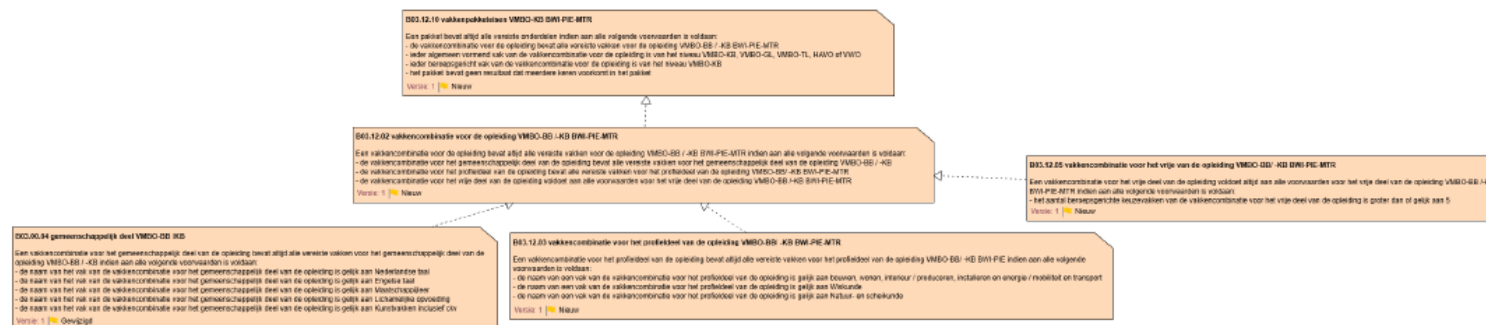 B03.12.10 vakkenpakketeisen VMBO-KB BWI-PIE-MTR
Een pakket bevat altijd alle vereiste onderdelen indien aan alle volgende voorwaarden is voldaan:
- de vakkencombinatie voor de opleiding bevat alle vereiste vakken voor de opleiding VMBO-BB / -KB BWI-PIE-MTR
- ieder algemeen vormend vak van de vakkencombinatie voor de opleiding is van het niveau VMBO-KB, VMBO-GL, VMBO-TL, HAVO of VWO
- ieder beroepsgericht vak van de vakkencombinatie voor de opleiding is van het niveau VMBO-KB
- het pakket bevat geen resultaat dat meerdere keren voorkomt in het pakket
Versie: 1 Nieuw
B03.12.02 vakkencombinatie voor de opleiding VMBO-BB /-KB BWI-PIE-MTR
Een vakkencombinatie voor de opleiding bevat altijd alle vereiste vakken voor de opleiding VMBO-BB / -KB BWI-PIE-MTR indien aan alle volgende voorwaarden is voldaan:
- de vakkencombinatie voor het gemeenschappelijk deel van de opleiding bevat alle vereiste vakken voor het gemeenschappelijk deel van de opleiding VMBO-BB / -KB
- de vakkencombinatie voor het profieldeel van de opleiding bevat alle vereiste vakken voor het profieldeel van de opleiding VMBO-BB/ -KB BWI-PIE-MTR
- de vakkencombinatie voor het vrije deel van de opleiding voldoet aan alle voorwaarden voor het vrije deel van de opleiding VMBO-BB /-KB BWI-PIE-MTR
Versie: 1 Nieuw
B03.12.05 vakkencombinatie voor het vrije van de opleiding VMBO-BB/ -KB BWI-PIE-MTR
Een vakkencombinatie voor het vrije deel van de opleiding voldoet altijd aan alle voorwaarden voor het vrije deel van de opleiding VMBO-BB /-
BWI-PIE-MTR indien aan alle volgende voorwaarden is voldaan:
- het aantal beroepsgerichte keuzevakken van de vakkencombinatie voor het vrije deel van de opleiding is groter dan of gelijk aan 5
Versie: 1 Nieuw
B03.00.04 gemeenschappelijk deel VMBO-BB /KB
Een vakkencombinatie voor het gemeenschappelijk deel van de opleiding bevat altijd alle vereiste vakken voor het gemeenschappelijk deel van de
opleiding VMBO-BB / -KB indien aan alle volgende voorwaarden is voldaan:
- de naam van het vak van de vakkencombinatie voor het gemeenschappelijk deel van de opleiding is gelijk aan Nederlandse taal
- de naam van het vak van de vakkencombinatie voor het gemeenschappelijk deel van de opleiding is gelijk aan Engelse taal
- de naam van het vak van de vakkencombinatie voor het gemeenschappelijk deel van de opleiding is gelijk aan Maatschappijleer
- de naam van het vak van de vakkencombinatie voor het gemeenschappelijk deel van de opleiding is gelijk aan Lichamelijke opvoeding
- de naam van het vak van de vakkencombinatie voor het gemeenschappelijk deel van de opleiding is gelijk aan Kunstvakken inclusief ckv
Versie: 1 Gewijzigd
B03.12.03 vakkencombinatie voor het profieldeel van de opleiding VMBO-BB/ -KB BWI-PIE-MTR
Een vakkencombinatie voor het profieldeel van de opleiding bevat altijd alle vereiste vakken voor het profieldeel van de opleiding VMBO-BB/ -KB BWI-PIE indien aan alle volgende
voorwaarden is voldaan:
- de naam van een vak van de vakkencombinatie voor het profieldeel van de opleiding is gelijk aan bouwen, wonen, interieur / produceren, installeren en energie / mobiliteit en transport
- de naam van een vak van de vakkencombinatie voor het profieldeel van de opleiding is gelijk aan Wiskunde
- de naam van een vak van de vakkencombinatie voor het profieldeel van de opleiding is gelijk aan Natuur- en scheikunde
Versie: 1 Nieuw